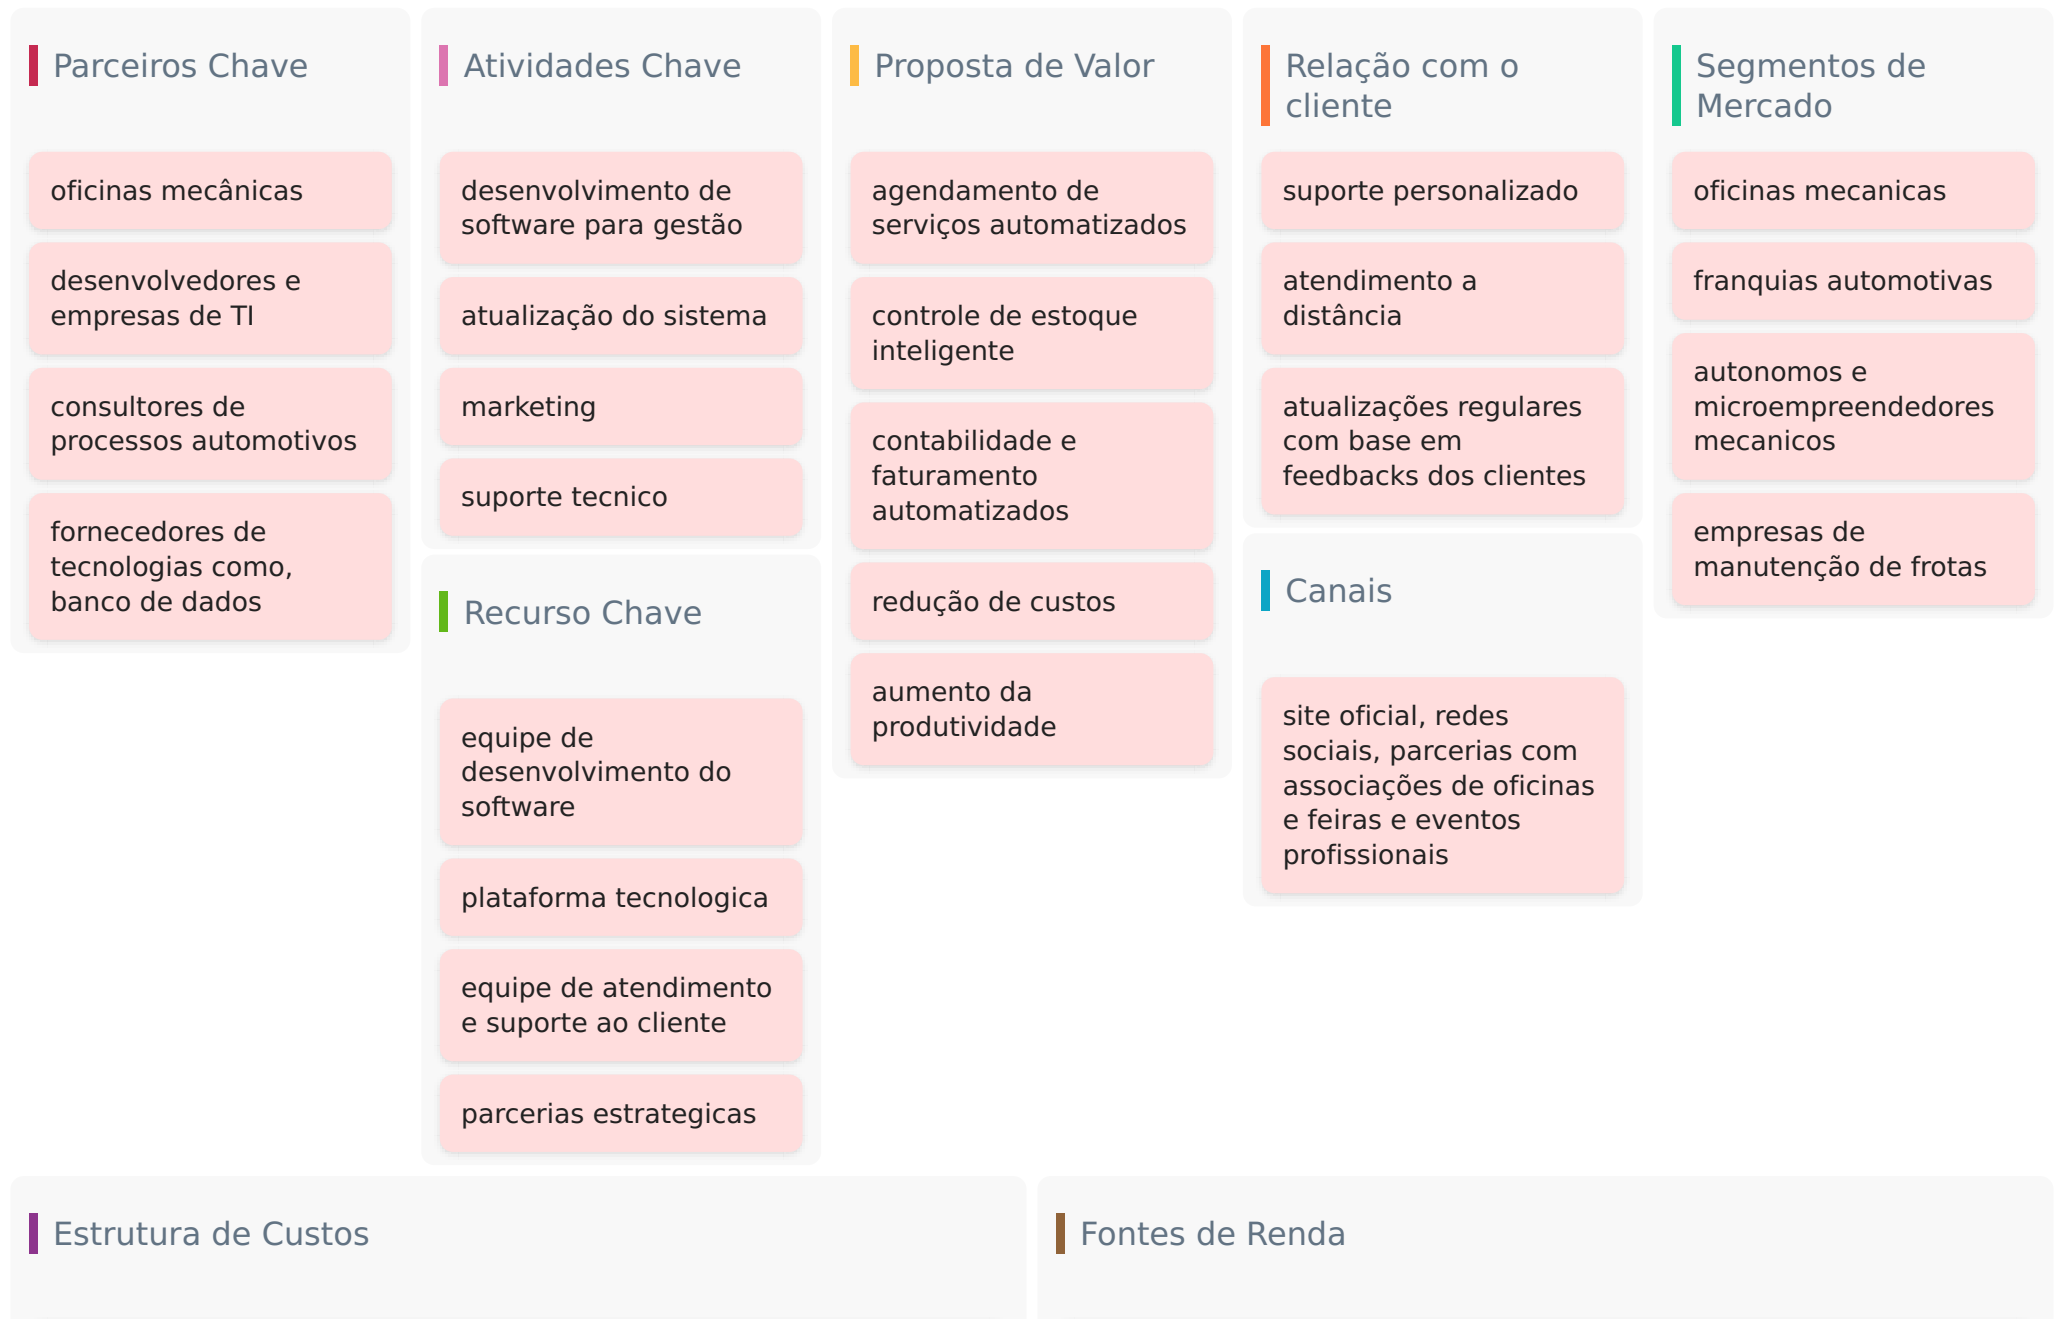 Parceiros Chave
oficinas mecânicas
desenvolvedores e
empresas de TI
consultores de
processos automotivos
fornecedores de
tecnologias como,
banco de dados
Atividades Chave
desenvolvimento de
software para gestão
atualização do sistema
marketing
suporte tecnico
Recurso Chave
equipe de
desenvolvimento do
software
plataforma tecnologica
equipe de atendimento
e suporte ao cliente
parcerias estrategicas
Proposta de Valor
agendamento de
serviços automatizados
controle de estoque
inteligente
contabilidade e
faturamento
automatizados
redução de custos
aumento da
produtividade
Relação com o
cliente
suporte personalizado
atendimento a
distância
atualizações regulares
com base em
feedbacks dos clientes
Canais
site oficial, redes
sociais, parcerias com
associações de oficinas
e feiras e eventos
profissionais
Segmentos de
Mercado
oficinas mecanicas
franquias automotivas
autonomos e
microempreendedores
mecanicos
empresas de
manutenção de frotas
Estrutura de Custos
Fontes de Renda